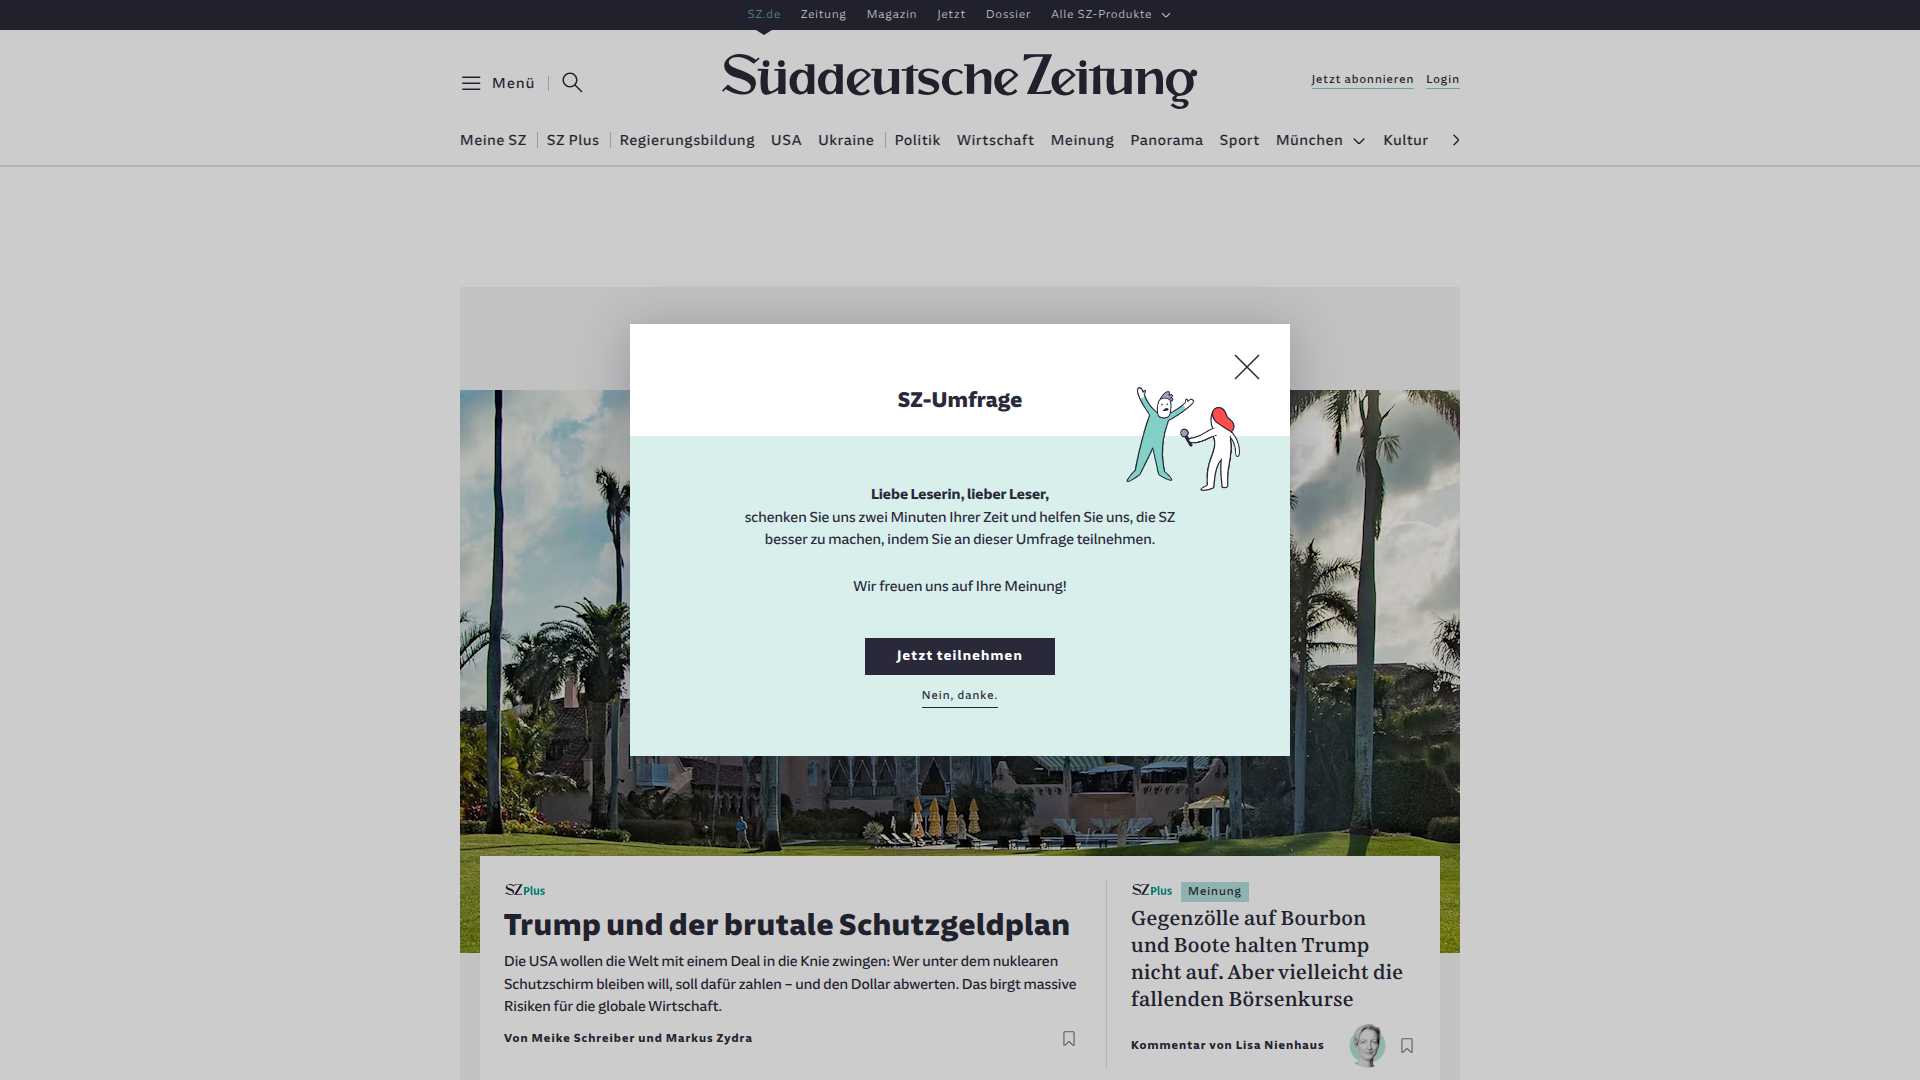 SZ.de Zeitung Magazin Jetzt Dossier Alle SZ-Produkte
Menü
Süddeutsche Zeitung
Jetzt abonnieren Login
Meine SZ SZ Plus Regierungsbildung USA Ukraine Politik Wirtschaft Meinung Panorama Sport München Kultur
SZ-Umfrage
Liebe Leserin, lieber Leser,
schenken Sie uns zwei Minuten Ihrer Zeit und helfen Sie uns, die SZ
besser zu machen, indem Sie an dieser Umfrage teilnehmen.
Wir freuen uns auf Ihre Meinung!
Jetzt teilnehmen
Nein, danke.
SZ Plus
Trump und der brutale Schutzgeldplan
Die USA wollen die Welt mit einem Deal in die Knie zwingen: Wer unter dem nuklearen
Schutzschirm bleiben will, soll dafür zahlen – und den Dollar abwerten. Das birgt massive
Risiken für die globale Wirtschaft.
Von Meike Schreiber und Markus Zydra
SZ Plus Meinung
Gegenzölle auf Bourbon
und Boote halten Trump
nicht auf. Aber vielleicht die
fallenden Börsenkurse
Kommentar von Lisa Nienhaus